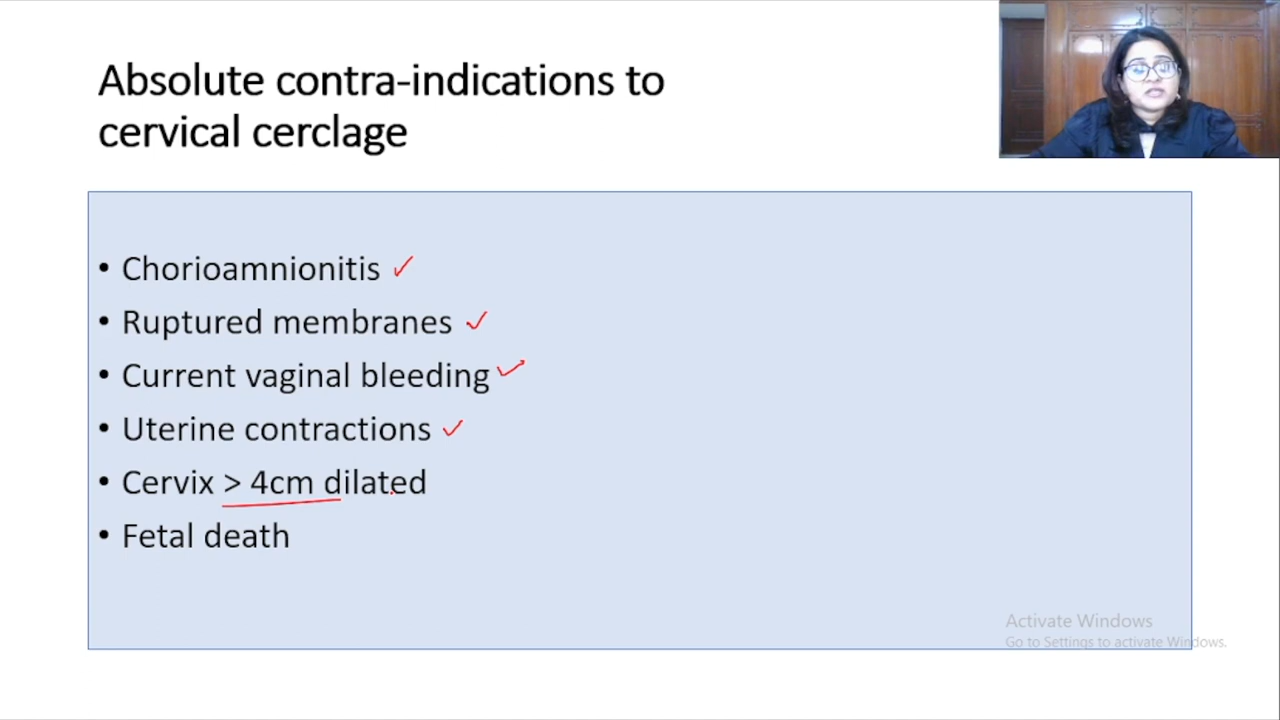 Absolute contra-indications to
cervical cerclage
• Chorioamnionitis
• Ruptured membranes
• Current vaginal bleeding
• Uterine contractions
• Cervix > 4cm dilated
• Fetal death
Activate Windows
Go to Settings to activate Windows.